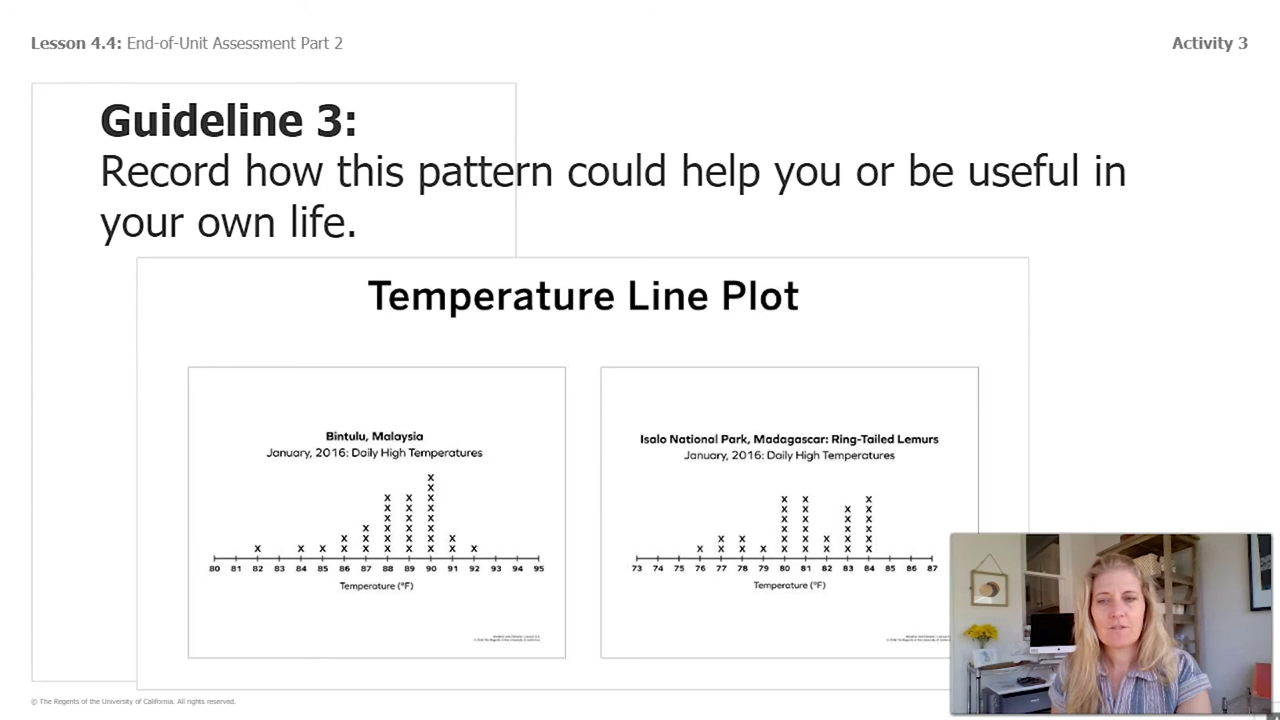 Lesson 4.4: End-of-Unit Assessment Part 2
Activity 3
Guideline 3:
Record how this pattern could help you or be useful in
your own life.
Temperature Line Plot
Bintulu, Malaysia
January, 2016: Daily High Temperatures
x x x x x x x x x x x x x x x x x x x x x x x x x x x x x x x
80 81 82 83 84 85 86 87 88 89 90 91 92 93 94 95
Temperature (°F)
Isalo National Park, Madagascar: Ring-Tailed Lemurs
January, 2016: Daily High Temperatures
x x x x x x x x x x x x x x x x x x x x x x x x x x x x x x x
73 74 75 76 77 78 79 80 81 82 83 84 85 86 87
Temperature (°F)
© The Regents of the University of California. All rights reserved.